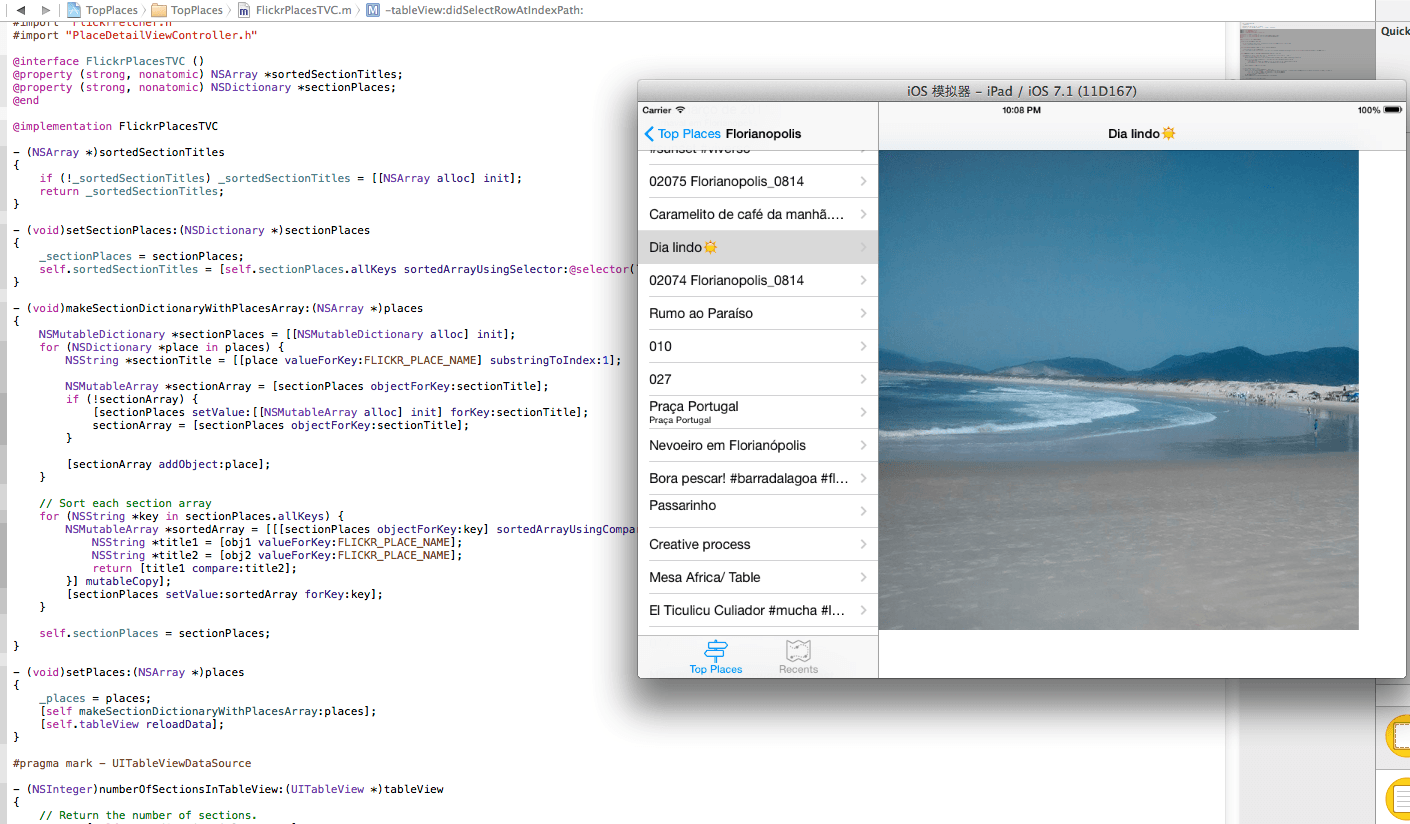 TopPlaces
TopPlaces
FlickrPlacesTVC.m
-tableView:didSelectRowAtIndexPath:
#import "FlickrFetcher.h"
#import "PlaceDetailViewController.h"
@interface FlickrPlacesTVC ()
@property (strong, nonatomic) NSArray *sortedSectionTitles;
@property (strong, nonatomic) NSDictionary *sectionPlaces;
@end
@implementation FlickrPlacesTVC
- (NSArray *)sortedSectionTitles
{
if (!_sortedSectionTitles) _sortedSectionTitles = [[NSArray alloc] init];
return _sortedSectionTitles;
}
- (void)setSectionPlaces:(NSDictionary *)sectionPlaces
{
_sectionPlaces = sectionPlaces;
self.sortedSectionTitles = [self.sectionPlaces.allKeys sortedArrayUsingSelector:@selector(
}
- (void)makeSectionDictionaryWithPlacesArray:(NSArray *)places
{
NSMutableDictionary *sectionPlaces = [[NSMutableDictionary alloc] init];
for (NSDictionary *place in places) {
NSString *sectionTitle = [[place valueForKey:FLICKR_PLACE_NAME] substringToIndex:1];
NSMutableArray *sectionArray = [sectionPlaces objectForKey:sectionTitle];
if (!sectionArray) {
[sectionPlaces setValue:[[NSMutableArray alloc] init] forKey:sectionTitle];
sectionArray = [sectionPlaces objectForKey:sectionTitle];
}
[sectionArray addObject:place];
}
// Sort each section array
for (NSString *key in sectionPlaces.allKeys) {
NSMutableArray *sortedArray = [[[sectionPlaces objectForKey:key] sortedArrayUsingCompa
NSString *title1 = [obj1 valueForKey:FLICKR_PLACE_NAME];
NSString *title2 = [obj2 valueForKey:FLICKR_PLACE_NAME];
return [title1 compare:title2];
}] mutableCopy];
[sectionPlaces setValue:sortedArray forKey:key];
}
self.sectionPlaces = sectionPlaces;
}
- (void)setPlaces:(NSArray *)places
{
_places = places;
[self makeSectionDictionaryWithPlacesArray:places];
[self.tableView reloadData];
}
#pragma mark - UITableViewDataSource
- (NSInteger)numberOfSectionsInTableView:(UITableView *)tableView
{
// Return the number of sections.
Quick
iOS 模拟器 - iPad / iOS 7.1 (11D167)
Carrier
10:08 PM
100%
Top Places
Florianopolis
Dia lindo☀️
#sunset #viverso
02075 Florianopolis_0814
Caramelito de café da manhã....
Dia lindo☀️
02074 Florianopolis_0814
Rumo ao Paraíso
010
027
Praça Portugal
Praça Portugal
Nevoeiro em Florianópolis
Bora pescar! #barradalagoa #fl...
Passarinho
Creative process
Mesa Africa/ Table
El Ticulicu Culiador #mucha #l...
Top Places
Recents